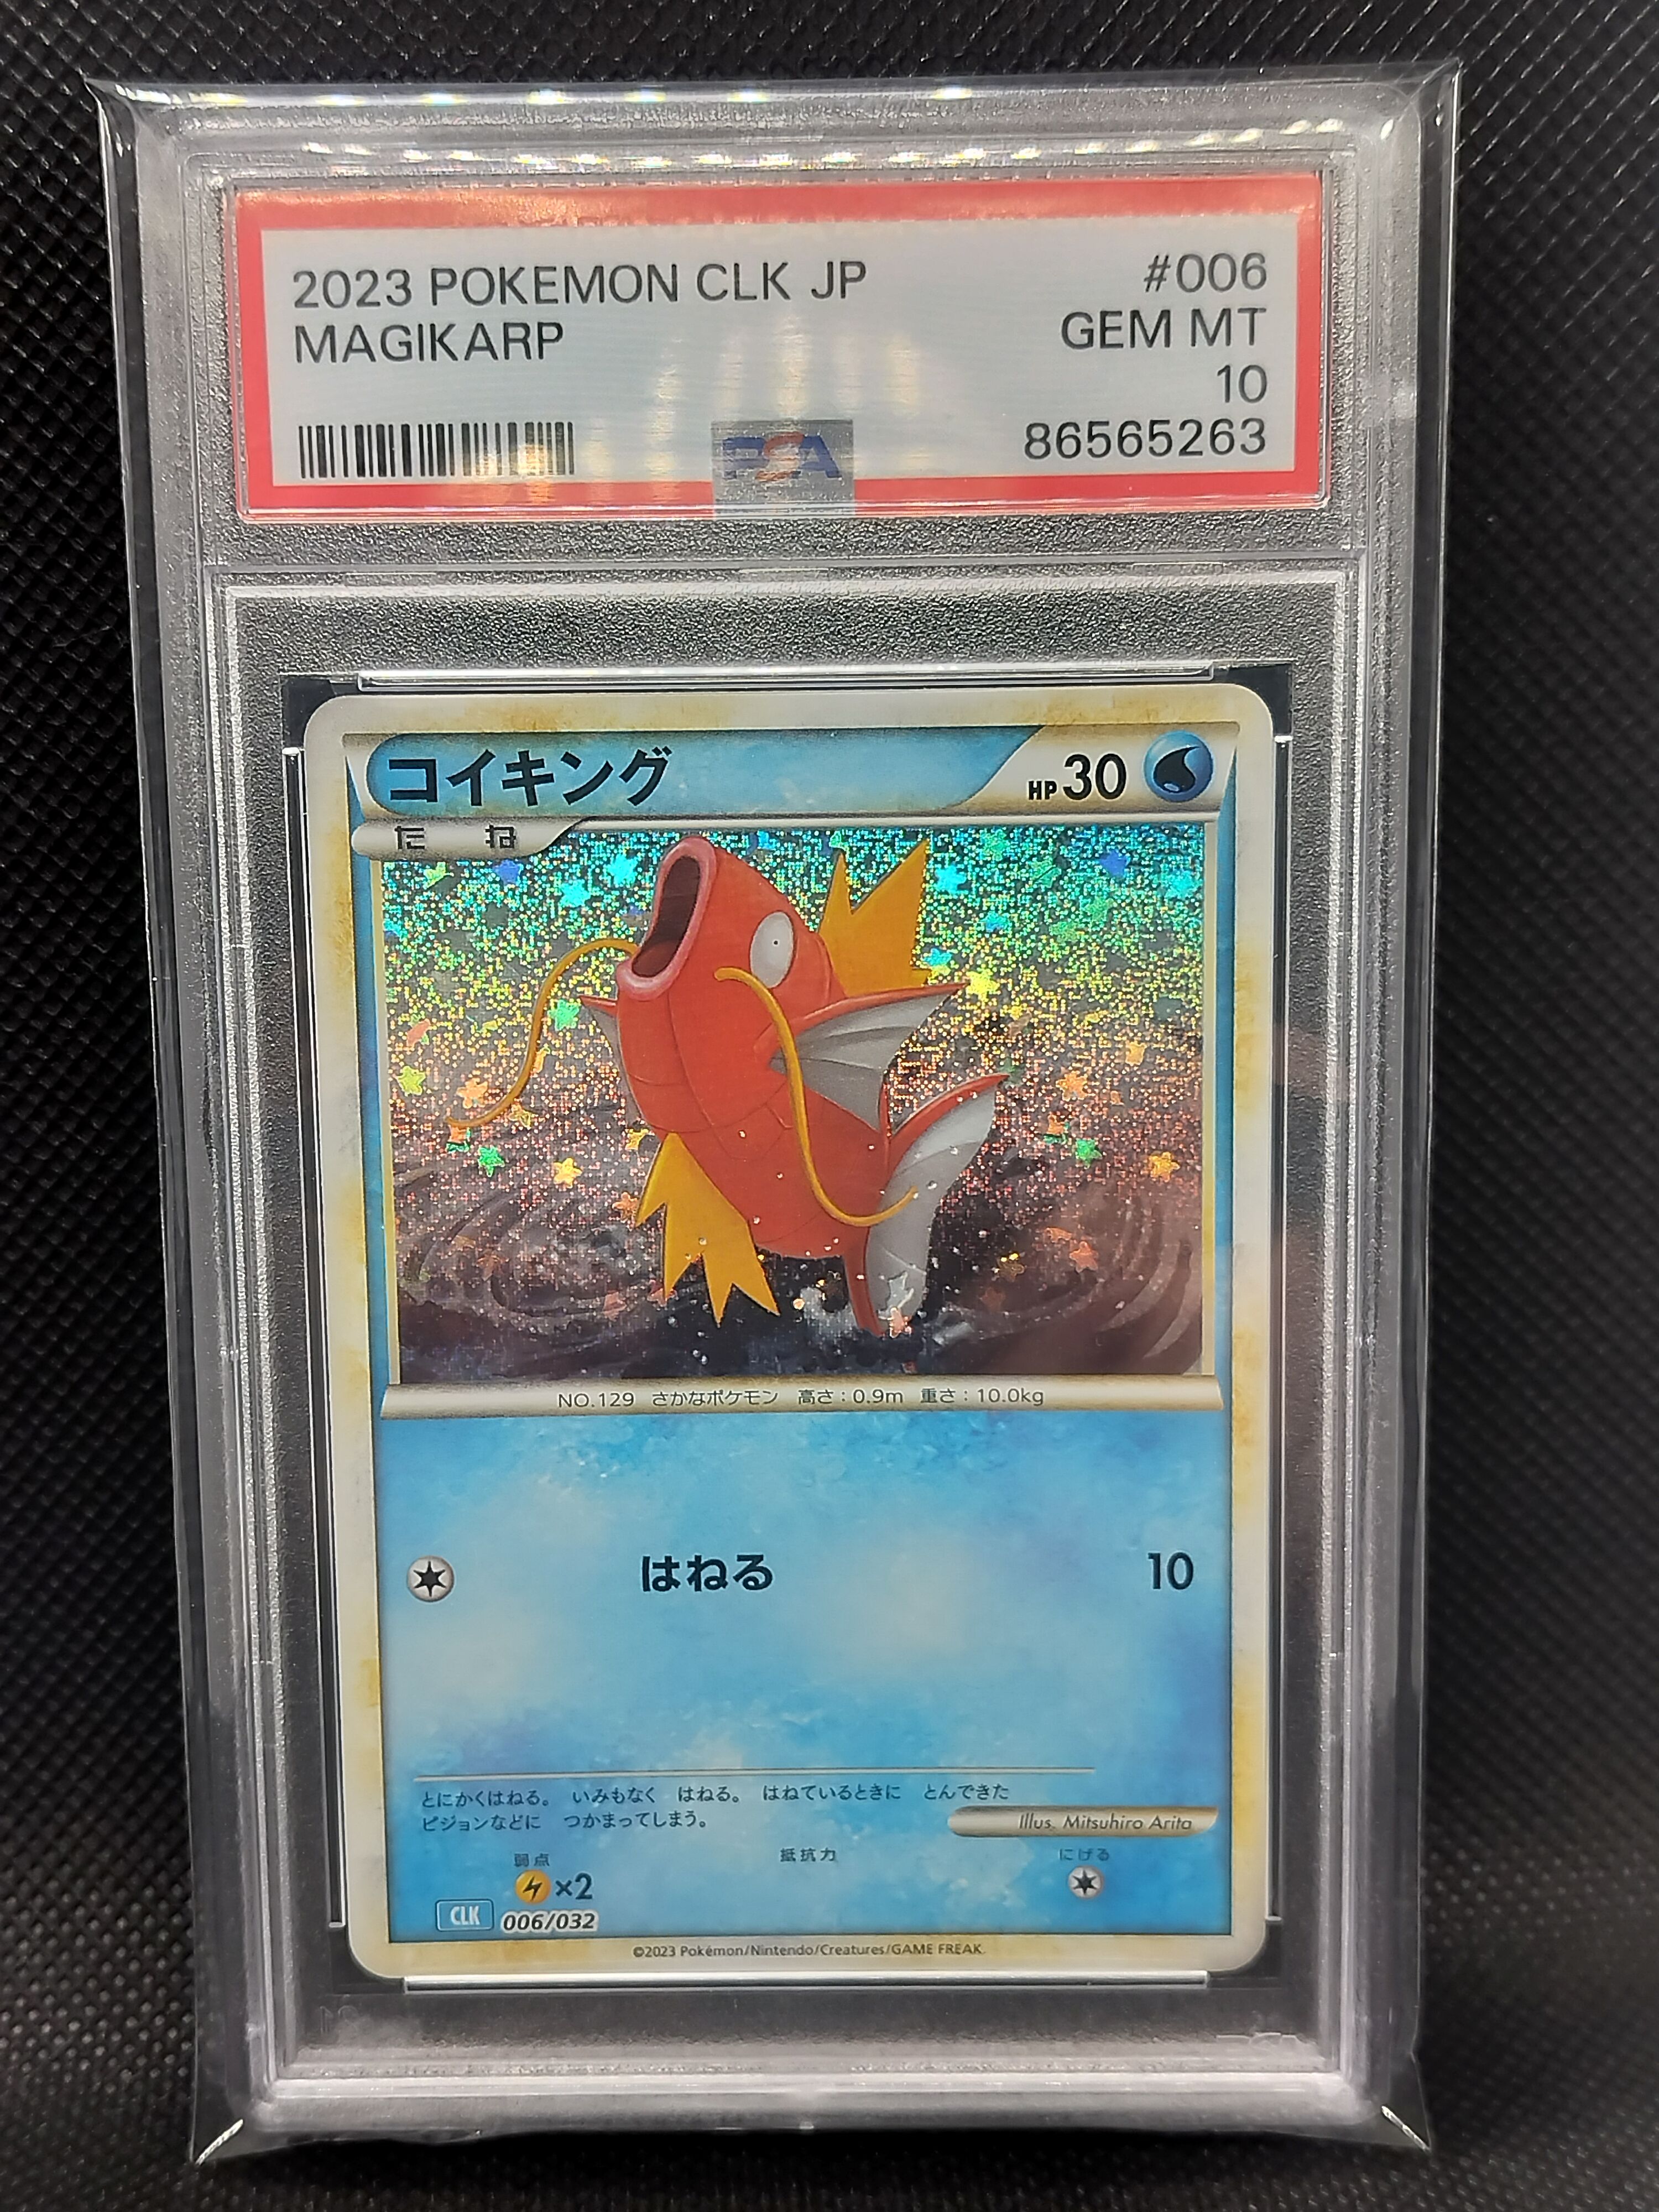 2023 POKEMON CLK JP #006
MAGIKARP GEM MT
10
PSA 86565263
コイキング HP30
たね
NO.129 さかなポケモン 高さ：0.9m 重さ：10.0kg
はねる 10
とにかくはねる。 いみもなく はねる。 はねているときに とんできた
ピジョンなどに つかまってしまう。
Illus. Mitsuhiro Arita
弱点 抵抗力 にげる
×2
CLK 006/032
©2023 Pokémon/Nintendo/Creatures/GAME FREAK